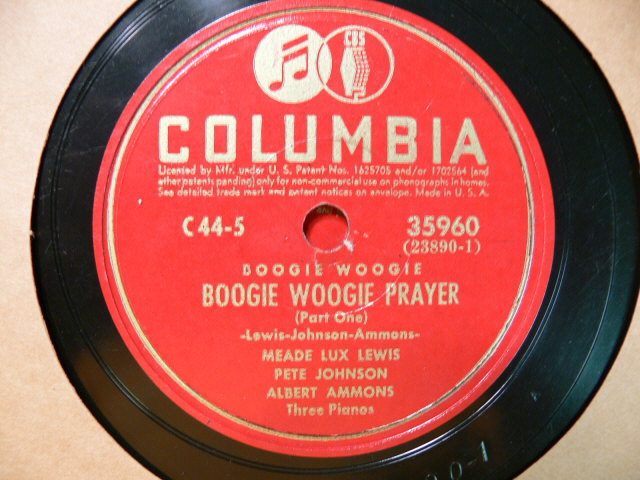 CBS
COLUMBIA
Licensed by Mfr. under U. S. Patent Nos. 1625705 and/or 1702564 (and
other patents pending) only for non-commercial use on phonographs in homes.
See detailed trade mark and patent notices on envelope. Made in U. S. A.
C 44-5 35960
(23890-1)
BOOGIE WOOGIE
BOOGIE WOOGIE PRAYER
(Part One)
-Lewis-Johnson-Ammons-
MEADE LUX LEWIS
PETE JOHNSON
ALBERT AMMONS
Three Pianos